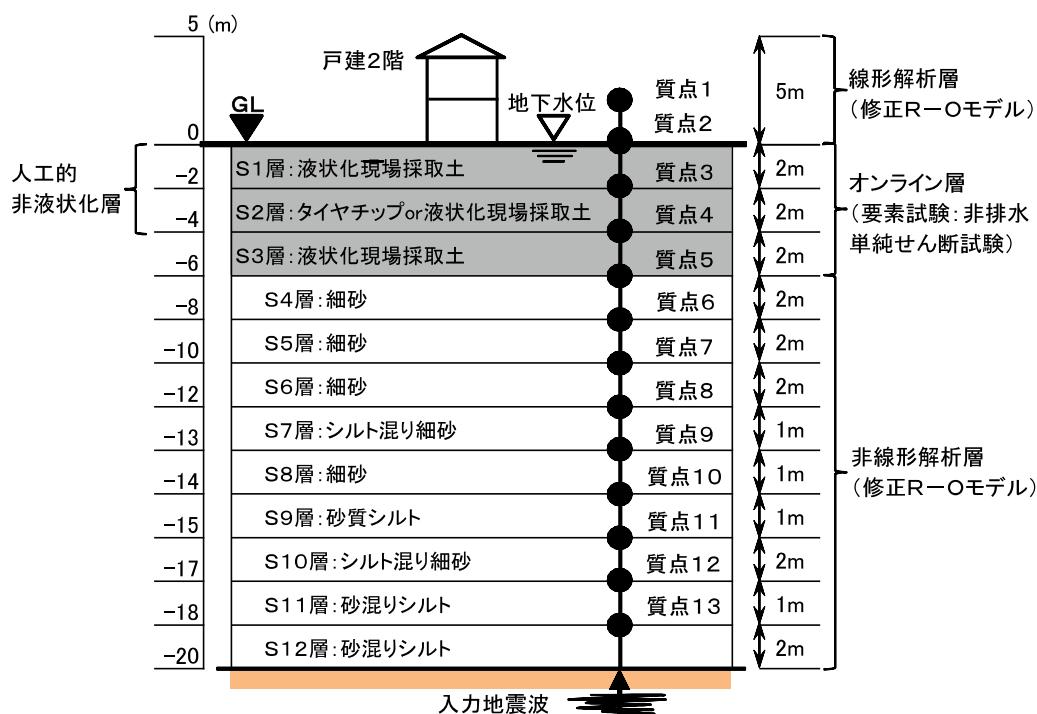 5 (m)
戸建2階
GL
地下水位
質点1
質点2
5m
線形解析層
(修正R－Oモデル)
0
人工的
非液状化層
S1層:液状化現場採取土
質点3
2m
-2
S2層:タイヤチップor液状化現場採取土
質点4
2m
オンライン層
(要素試験:非排水
単純せん断試験)
-4
S3層:液状化現場採取土
質点5
2m
-6
S4層:細砂
質点6
2m
-8
S5層:細砂
質点7
2m
-10
S6層:細砂
質点8
2m
-12
S7層:シルト混り細砂
質点9
1m
-13
S8層:細砂
質点10
1m
非線形解析層
(修正R－Oモデル)
-14
S9層:砂質シルト
質点11
1m
-15
S10層:シルト混り細砂
質点12
2m
-17
S11層:砂混りシルト
質点13
1m
-18
S12層:砂混りシルト
2m
-20
入力地震波